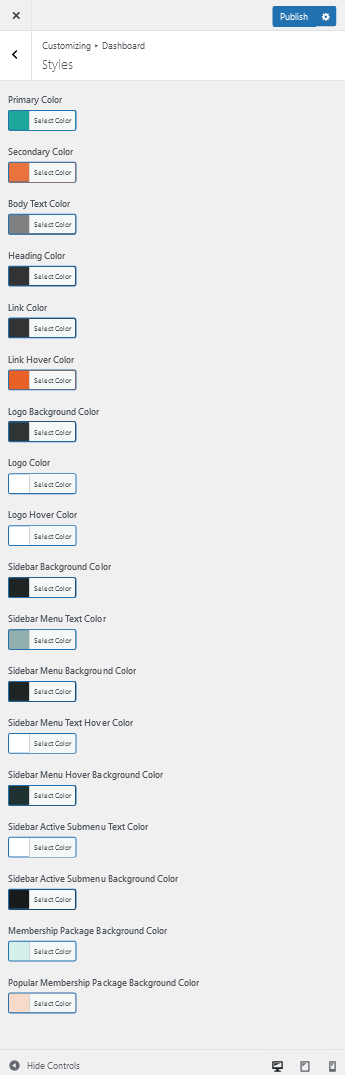 Publish
Customizing ▸ Dashboard
Styles
Primary Color
Select Color
Secondary Color
Select Color
Body Text Color
Select Color
Heading Color
Select Color
Link Color
Select Color
Link Hover Color
Select Color
Logo Background Color
Select Color
Logo Color
Select Color
Logo Hover Color
Select Color
Sidebar Background Color
Select Color
Sidebar Menu Text Color
Select Color
Sidebar Menu Background Color
Select Color
Sidebar Menu Text Hover Color
Select Color
Sidebar Menu Hover Background Color
Select Color
Sidebar Active Submenu Text Color
Select Color
Sidebar Active Submenu Background Color
Select Color
Membership Package Background Color
Select Color
Popular Membership Package Background Color
Select Color
Hide Controls